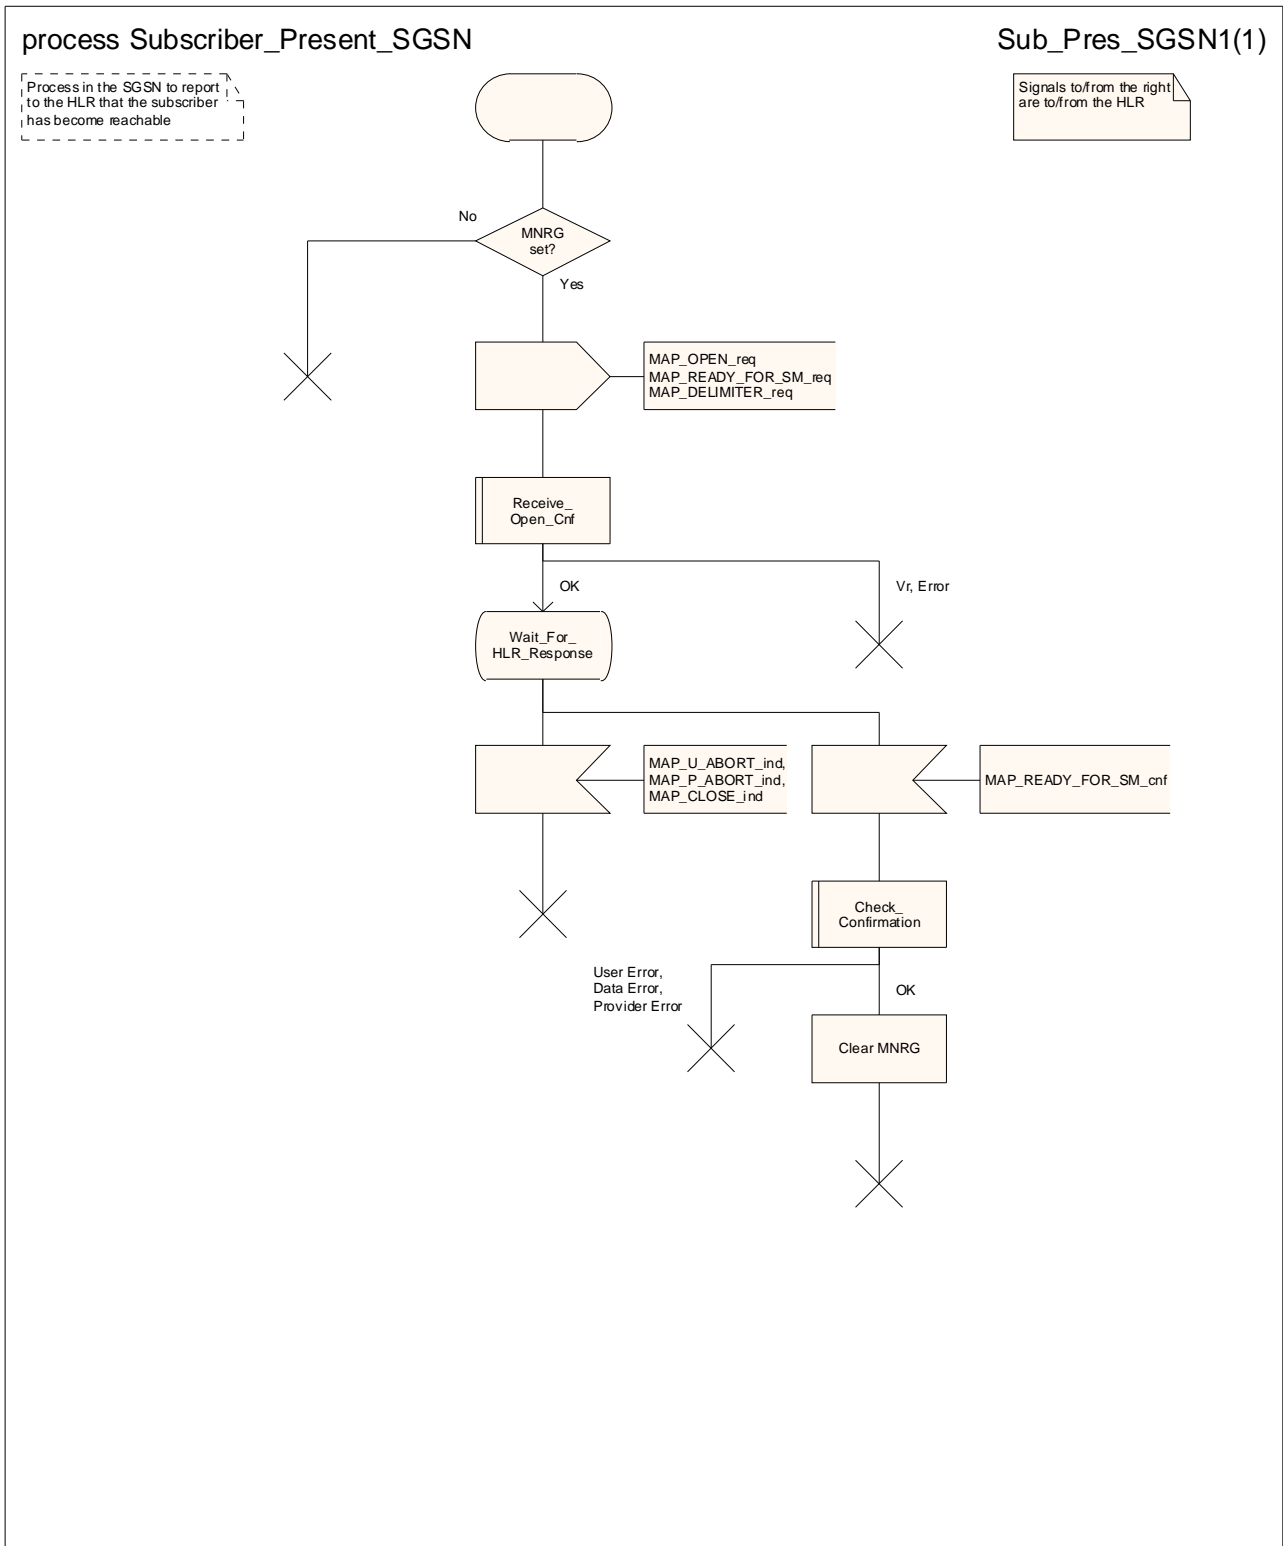 process Subscriber_Present_SGSN
Sub_Pres_SGSN1(1)
Process in the SGSN to report
to the HLR that the subscriber
has become reachable
Signals to/from the right
are to/from the HLR
No
MNRG
set?
Yes
MAP_OPEN_req
MAP_READY_FOR_SM_req
MAP_DELIMITER_req
Receive_
Open_Cnf
OK
Vr, Error
Wait_For_
HLR_Response
MAP_U_ABORT_ind,
MAP_P_ABORT_ind,
MAP_CLOSE_ind
MAP_READY_FOR_SM_cnf
Check_
Confirmation
User Error,
Data Error,
Provider Error
OK
Clear MNRG